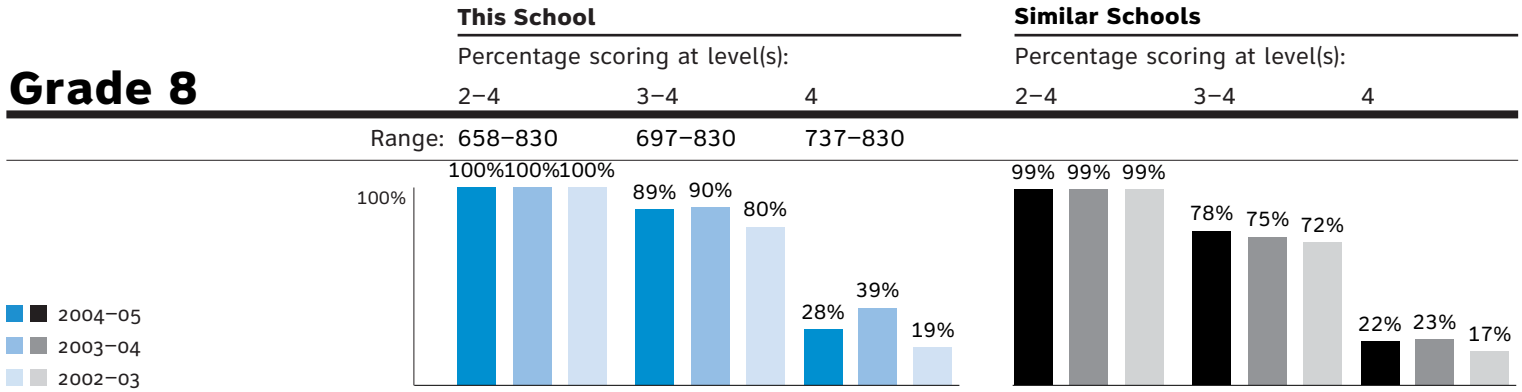 This School
Similar Schools
Percentage scoring at level(s):
Percentage scoring at level(s):
Grade 8
2–4 3–4 4
2–4 3–4 4
Range: 658–830 697–830 737–830
100%
100% 100% 100%
89% 90% 80%
28% 39% 19%
99% 99% 99%
78% 75% 72%
22% 23% 17%
2004–05
2003–04
2002–03